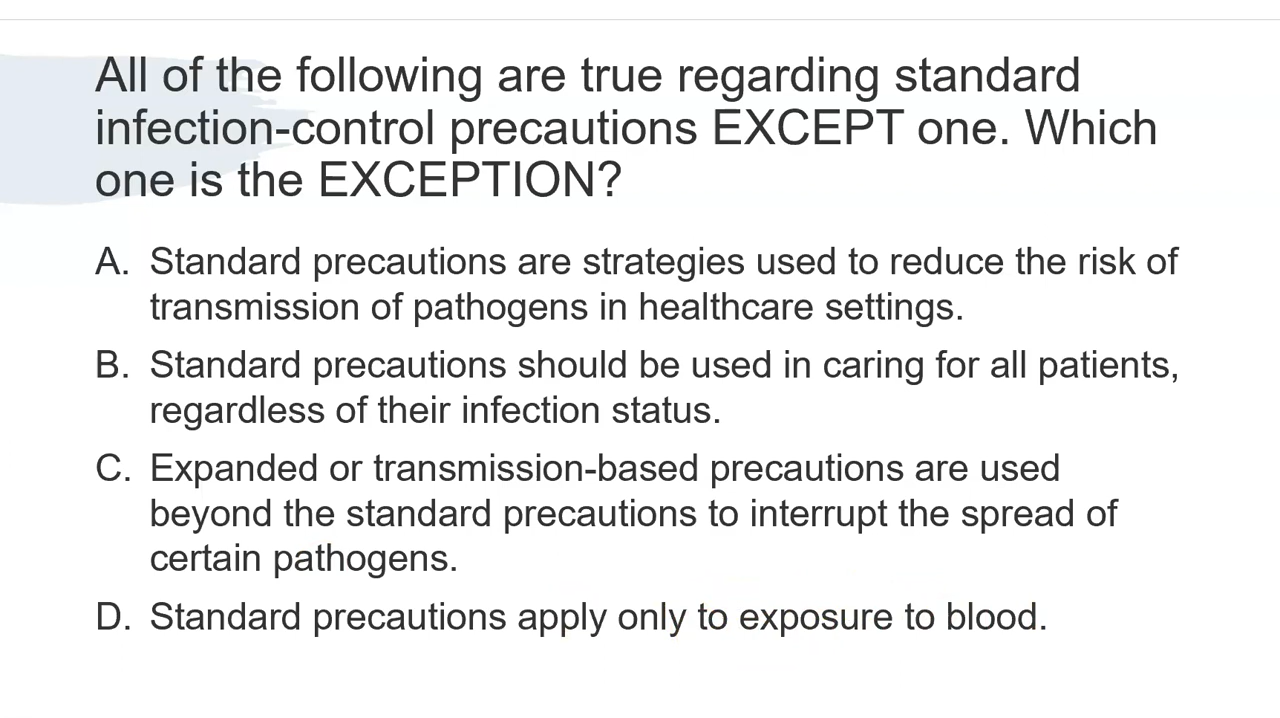 All of the following are true regarding standard
infection-control precautions EXCEPT one. Which
one is the EXCEPTION?
A. Standard precautions are strategies used to reduce the risk of
transmission of pathogens in healthcare settings.
B. Standard precautions should be used in caring for all patients,
regardless of their infection status.
C. Expanded or transmission-based precautions are used
beyond the standard precautions to interrupt the spread of
certain pathogens.
D. Standard precautions apply only to exposure to blood.